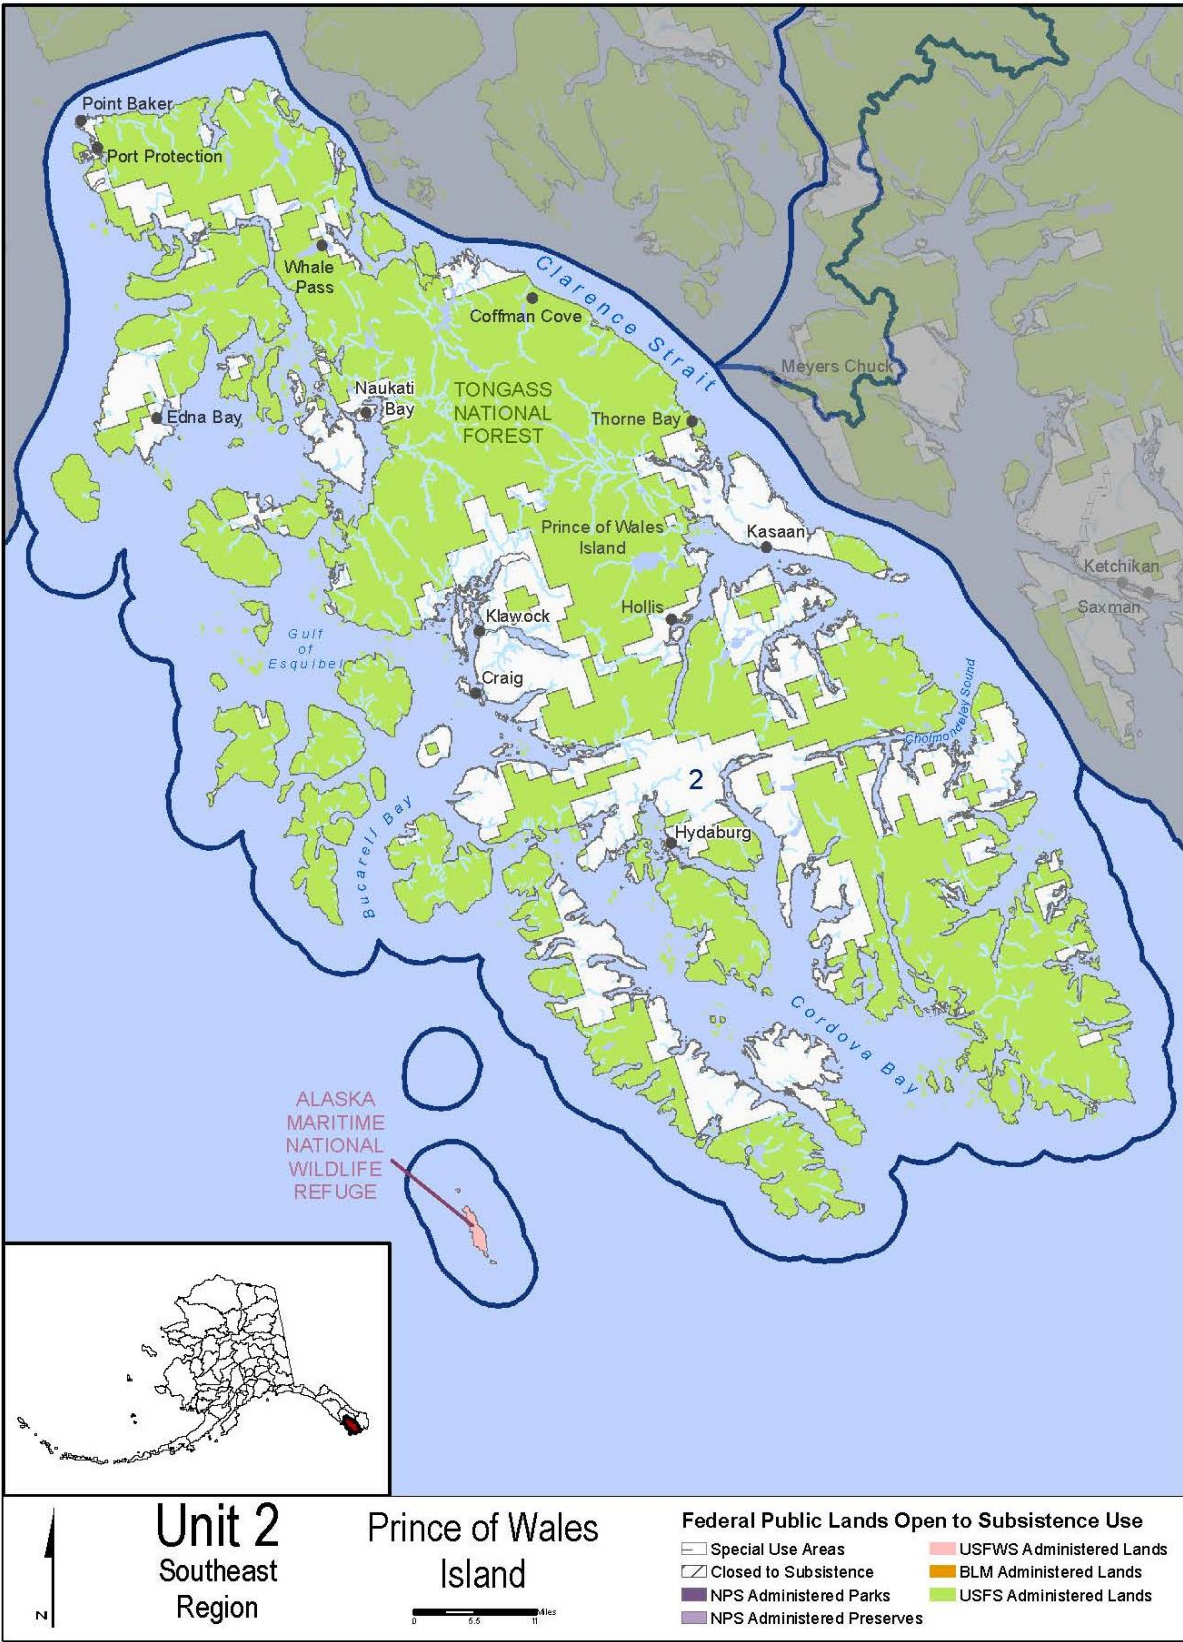 Point Baker
Port Protection
Whale
Pass
Clarence Strait
Coffman Cove
Meyers Chuck
Naukati
Bay
TONGASS
NATIONAL
FOREST
Edna Bay
Thorne Bay
Prince of Wales
Island
Kasaan
Ketchikan
Saxman
Hollis
Klawock
Gulf
of
Esquibel
Craig
Cholmondeley Sound
2
Bucareli Bay
Hydaburg
Cordova Bay
ALASKA
MARITIME
NATIONAL
WILDLIFE
REFUGE
N
Unit 2
Southeast
Region
Prince of Wales
Island
Miles
0 5.5 11
Federal Public Lands Open to Subsistence Use
Special Use Areas
Closed to Subsistence
NPS Administered Parks
NPS Administered Preserves
USFWS Administered Lands
BLM Administered Lands
USFS Administered Lands